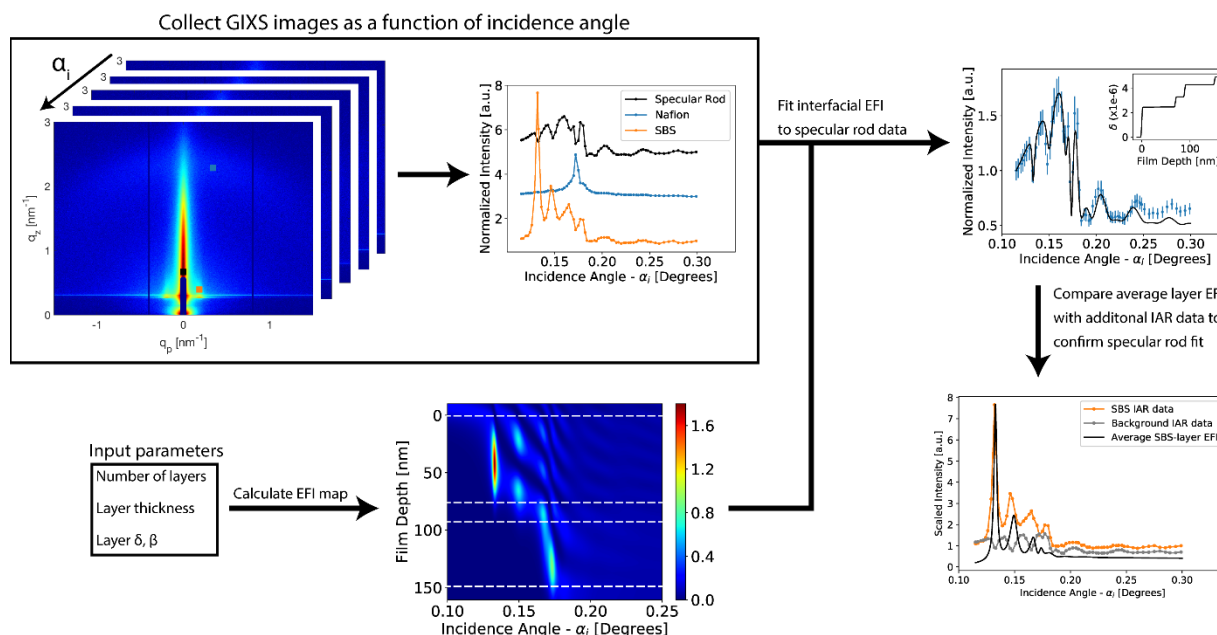 Collect GIXS images as a function of incidence angle
αi
3
3
3
3
3
2
1
0
qz [nm-1]
-1
0
1
qp [nm-1]
8
6
4
2
Normalized Intensity [a.u.]
Specular Rod
Nafion
SBS
0.15
0.20
0.25
0.30
Incidence Angle - αi [Degrees]
Fit interfacial EFI
to specular rod data
1.5
1.0
0.5
Normalized Intensity [a.u.]
4
2
0
δ (x1e-6)
0
100
Film Depth [nm]
0.10
0.15
0.20
0.25
0.30
Incidence Angle - αi [Degrees]
Compare average layer EF
with additonal IAR data to
confirm specular rod fit
Input parameters
Number of layers
Layer thickness
Layer δ, β
Calculate EFI map
0
50
100
150
Film Depth [nm]
0.10
0.15
0.20
0.25
Incidence Angle - αi [Degrees]
1.6
1.2
0.8
0.4
0.0
8
7
6
5
4
3
2
1
0
Scaled Intensity [a.u.]
SBS IAR data
Background IAR data
Average SBS-layer EFI
0.10
0.15
0.20
0.25
0.30
Incidence Angle - αi [Degrees]